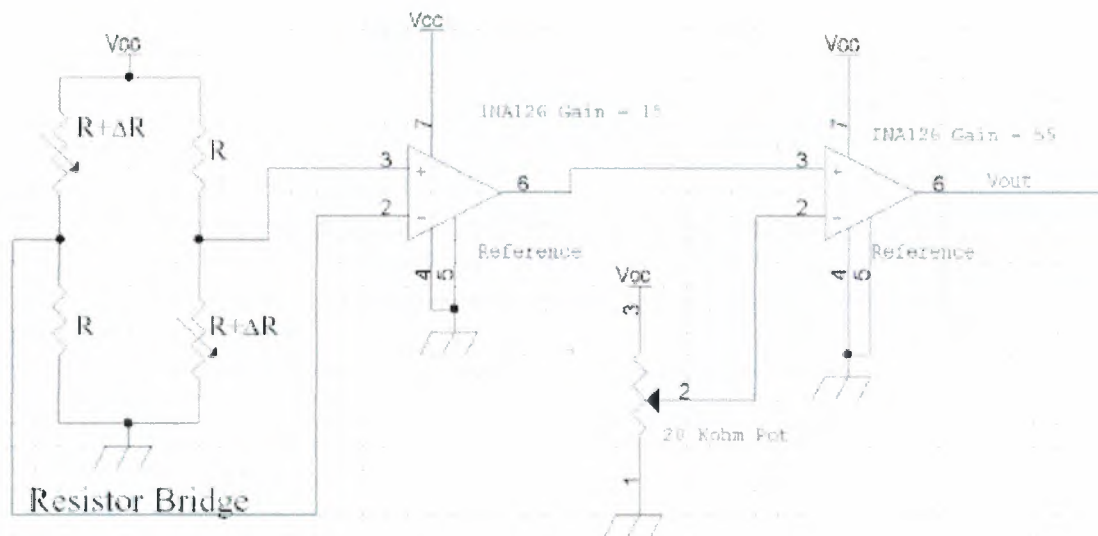 Vcc
Vcc
Vcc
R+ΔR
R
7
INA126 Gain - 15
7
INA126 Gain - 55
3
+
6
3
+
6
Vout
2
−
2
−
Reference
Reference
4
5
4
5
Vcc
3
R
R+ΔR
2
20 Kohm Pot
1
Resistor Bridge